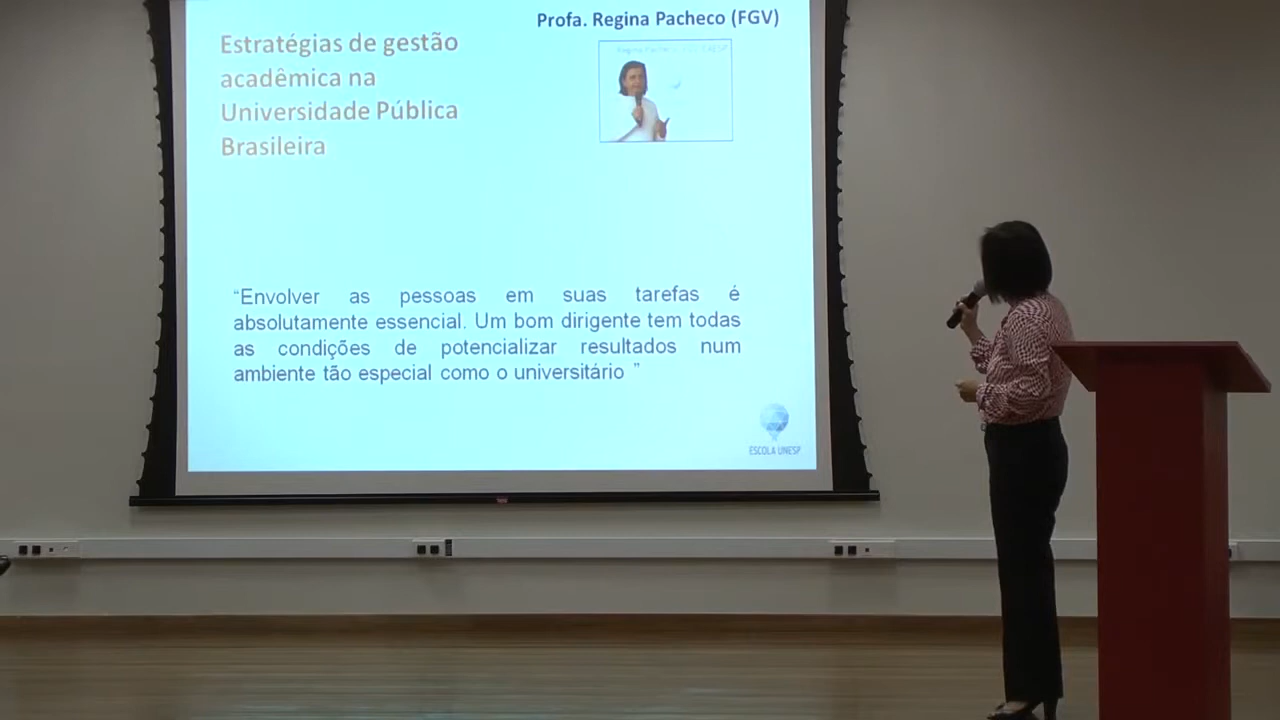 Profa. Regina Pacheco (FGV)
Estratégias de gestão
acadêmica na
Universidade Pública
Brasileira
“Envolver as pessoas em suas tarefas é
absolutamente essencial. Um bom dirigente tem todas
as condições de potencializar resultados num
ambiente tão especial como o universitário ”
ESCOLA UNESP